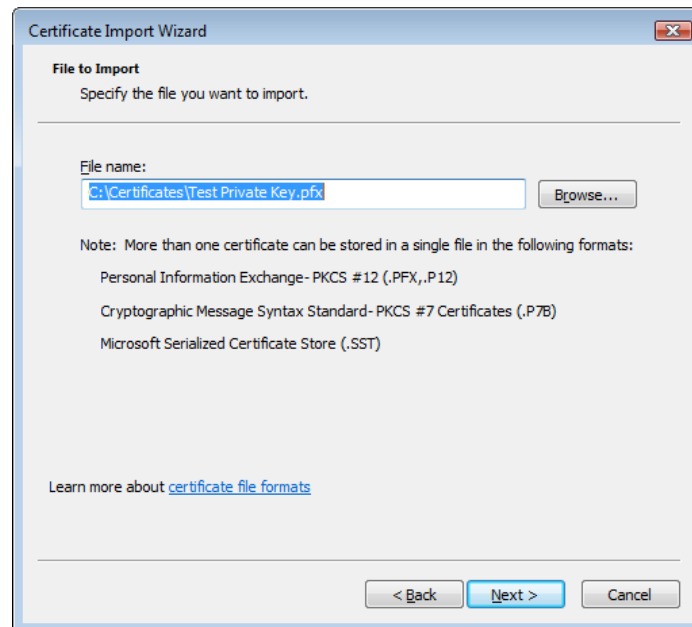 Certificate Import Wizard
File to Import
Specify the file you want to import.
File name:
C:\Certificates\Test Private Key.pfx
Browse...
Note: More than one certificate can be stored in a single file in the following formats:
Personal Information Exchange- PKCS #12 (.PFX,.P12)
Cryptographic Message Syntax Standard- PKCS #7 Certificates (.P7B)
Microsoft Serialized Certificate Store (.SST)
Learn more about certificate file formats
< Back Next > Cancel